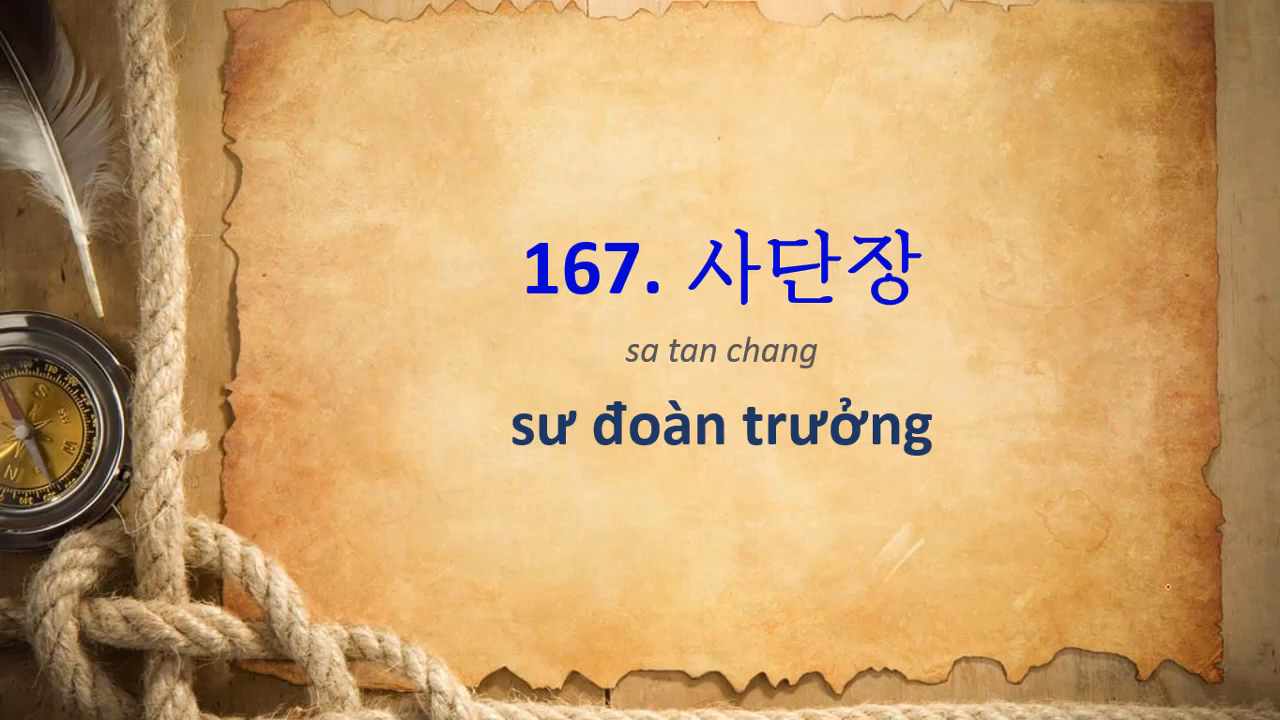 167. 사단장
sa tan chang
sư đoàn trưởng